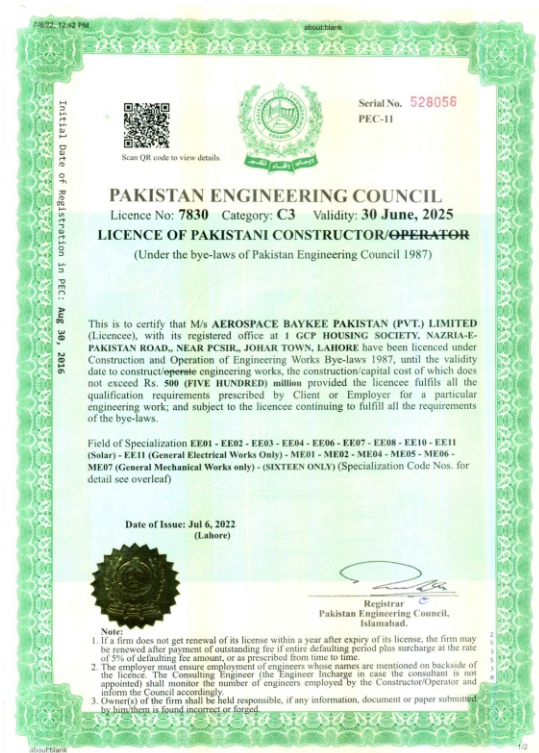 7/6/22, 12:42 PM
about:blank
Serial No. 528056
PEC-11
Scan QR code to view details.
Initial Date of Registration in PEC: Aug 30, 2016
PAKISTAN ENGINEERING COUNCIL
Licence No: 7830 Category: C3 Validity: 30 June, 2025
LICENCE OF PAKISTANI CONSTRUCTOR/OPERATOR
(Under the bye-laws of Pakistan Engineering Council 1987)
This is to certify that M/s AEROSPACE BAYKEE PAKISTAN (PVT.) LIMITED
(Licencee), with its registered office at 1 GCP HOUSING SOCIETY, NAZRIA-E-
PAKISTAN ROAD,, NEAR PCSIR,, JOHAR TOWN, LAHORE have been licenced under
Construction and Operation of Engineering Works Bye-laws 1987, until the validity
date to construct/operate engineering works, the construction/capital cost of which does
not exceed Rs. 500 (FIVE HUNDRED) million provided the licencee fulfils all the
qualification requirements prescribed by Client or Employer for a particular
engineering work; and subject to the licencee continuing to fulfill all the requirements
of the bye-laws.
Field of Specialization EE01 - EE02 - EE03 - EE04 - EE06 - EE07 - EE08 - EE10 - EE11
(Solar) - EE11 (General Electrical Works Only) - ME01 - ME02 - ME04 - ME05 - ME06 -
ME07 (General Mechanical Works only) - (SIXTEEN ONLY) (Specialization Code Nos. for
detail see overleaf)
Date of Issue: Jul 6, 2022
(Lahore)
Registrar
Pakistan Engineering Council,
Islamabad.
Note:
1. If a firm does not get renewal of its license within a year after expiry of its license, the firm may
be renewed after payment of outstanding fee if entire defaulting period plus surcharge at the rate
of 5% of defaulting fee amount, or as prescribed from time to time.
2. The employer must ensure employment of engineers whose names are mentioned on backside of
the licence. The Consulting Engineer (the Engineer Incharge in case the consultant is not
appointed) shall monitor the number of engineers employed by the Constructor/Operator and
inform the Council accordingly.
3. Owner(s) of the firm shall be held responsible, if any information, document or paper submitted
by him/them is found incorrect or forged.
about:blank
1/2